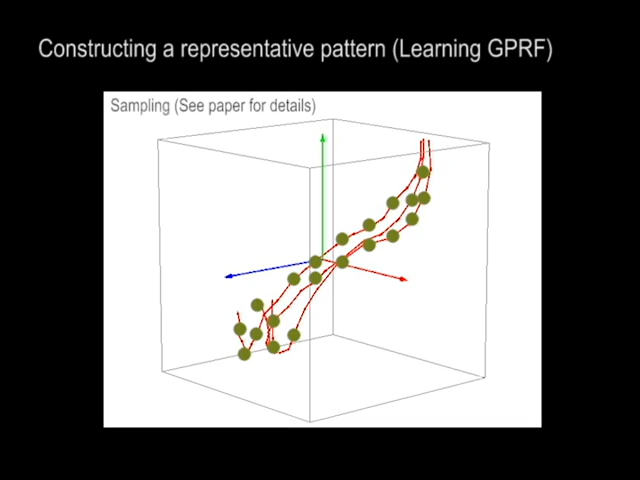 Constructing a representative pattern (Learning GPRF)
Sampling (See paper for details)